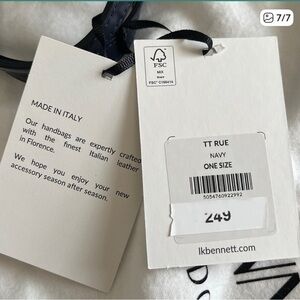 7/7
FSC
MIX
FSC® C198414
MADE IN ITALY
Our handbags are expertly crafted
with the finest Italian leather
in Florence.
We hope you enjoy your new
accessory season after season.
TT RUE
NAVY
ONE SIZE
5054760922992
249
lkbennett.com